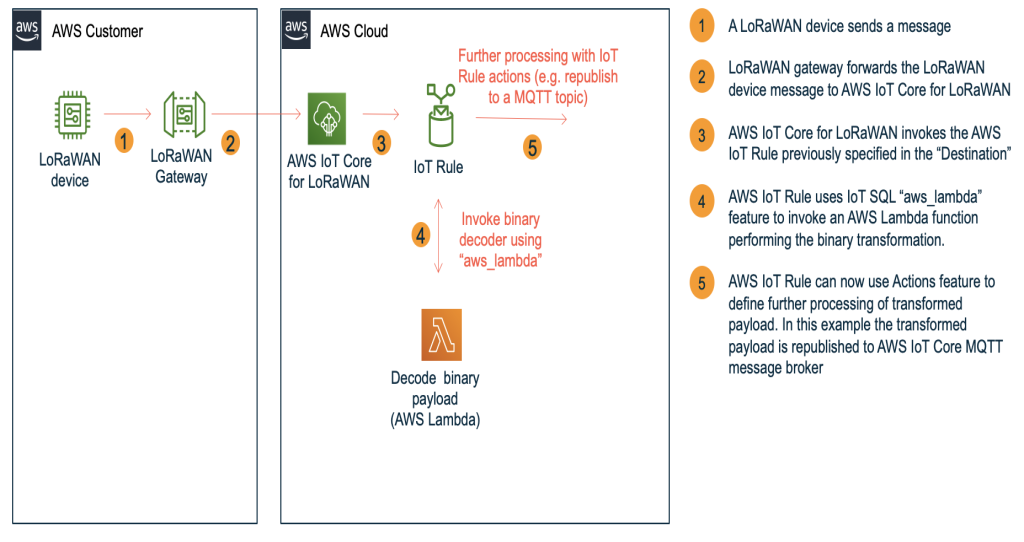 aws
AWS Customer
LoRaWAN
device
1
LoRaWAN
Gateway
2
aws
AWS Cloud
Further processing with IoT
Rule actions (e.g. republish
to a MQTT topic)
AWS IoT Core
for LoRaWAN
3
IoT Rule
5
4
Invoke binary
decoder using
“aws_lambda”
Decode binary
payload
(AWS Lambda)
1
A LoRaWAN device sends a message
2
LoRaWAN gateway forwards the LoRaWAN
device message to AWS IoT Core for LoRaWAN
3
AWS IoT Core for LoRaWAN invokes the AWS
IoT Rule previously specified in the “Destination”
4
AWS IoT Rule uses IoT SQL “aws_lambda”
feature to invoke an AWS Lambda function
performing the binary transformation.
5
AWS IoT Rule can now use Actions feature to
define further processing of transformed
payload. In this example the transformed
payload is republished to AWS IoT Core MQTT
message broker